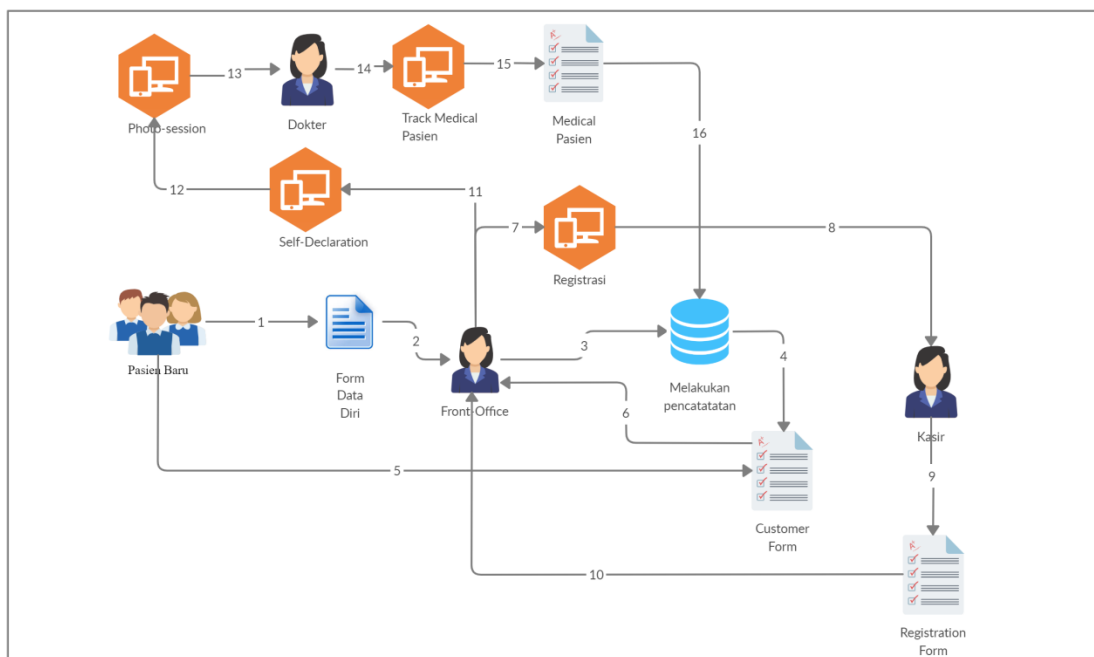 13
14
15
Photo-session
Dokter
Track Medical
Pasien
Medical
Pasien
16
12
11
Self-Declaration
7
8
Registrasi
1
2
3
4
Pasien Baru
Form
Data
Diri
Front-Office
Melakukan
pencatatatan
6
Kasir
5
9
Customer
Form
10
Registration
Form